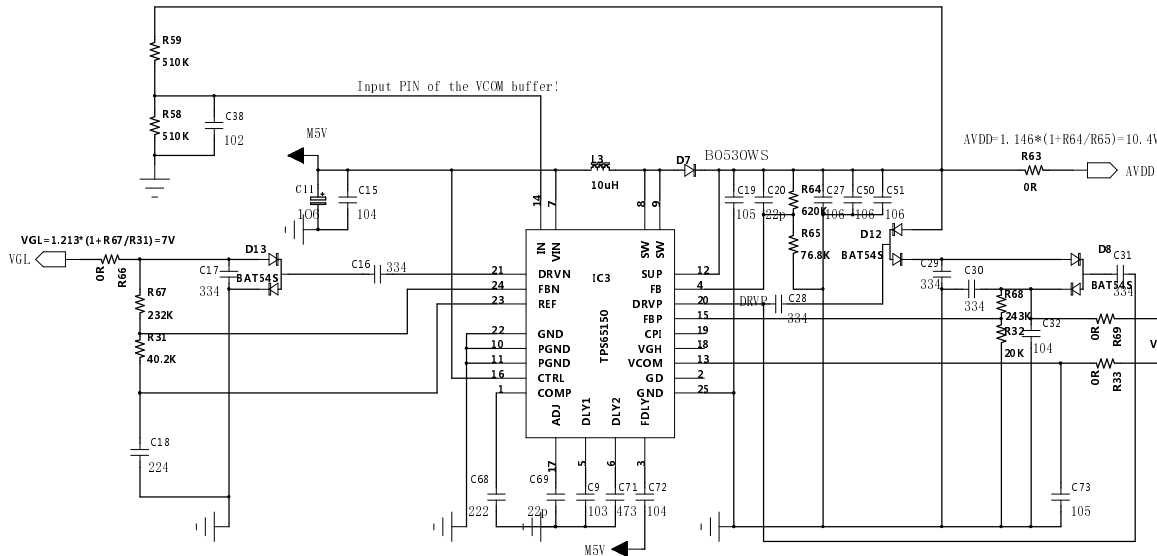 R59
510K
Input PIN of the VCOM buffer!
R58
510K
C38
102
M5V
AVDD=1.146*(1+R64/R65)=10.4V
R63
0R
AVDD
L3
10uH
D7
B0530WS
C11
106
C15
104
14
7
8
9
C19
105
C20
22p
R64
620K
C27
106
C50
106
C51
106
R65
76.8K
D12
BAT54S
VGL=1.213*(1+R67/R31)=7V
VGL
0R
R66
D13
BAT54S
C17
334
C16
334
R67
232K
R31
40.2K
C18
224
IN
VIN
SW
SW
IC3
TPS65150
21
DRVN
24
FBN
23
REF
22
GND
10
PGND
11
PGND
16
CTRL
1
COMP
SUP
12
FB
4
DRVP
20
FBP
15
CPI
19
VGH
18
VCOM
13
GD
2
GND
25
ADJ
DLY1
DLY2
FDLY
17
5
6
3
DRVP
C28
334
C29
334
C30
334
D8
BAT54S
C31
334
R68
243K
R32
20K
C32
104
0R
R69
0R
R33
V
C68
222
C69
22p
C9
103
C71
473
C72
104
M5V
C73
105